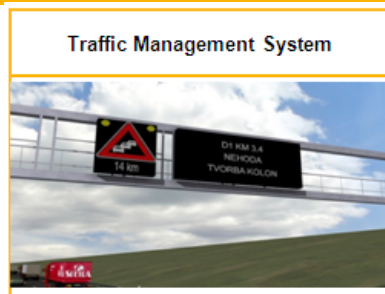 Traffic Management System
D1 KM 3.4
NEHODA
TVORBA KOLON
14 km